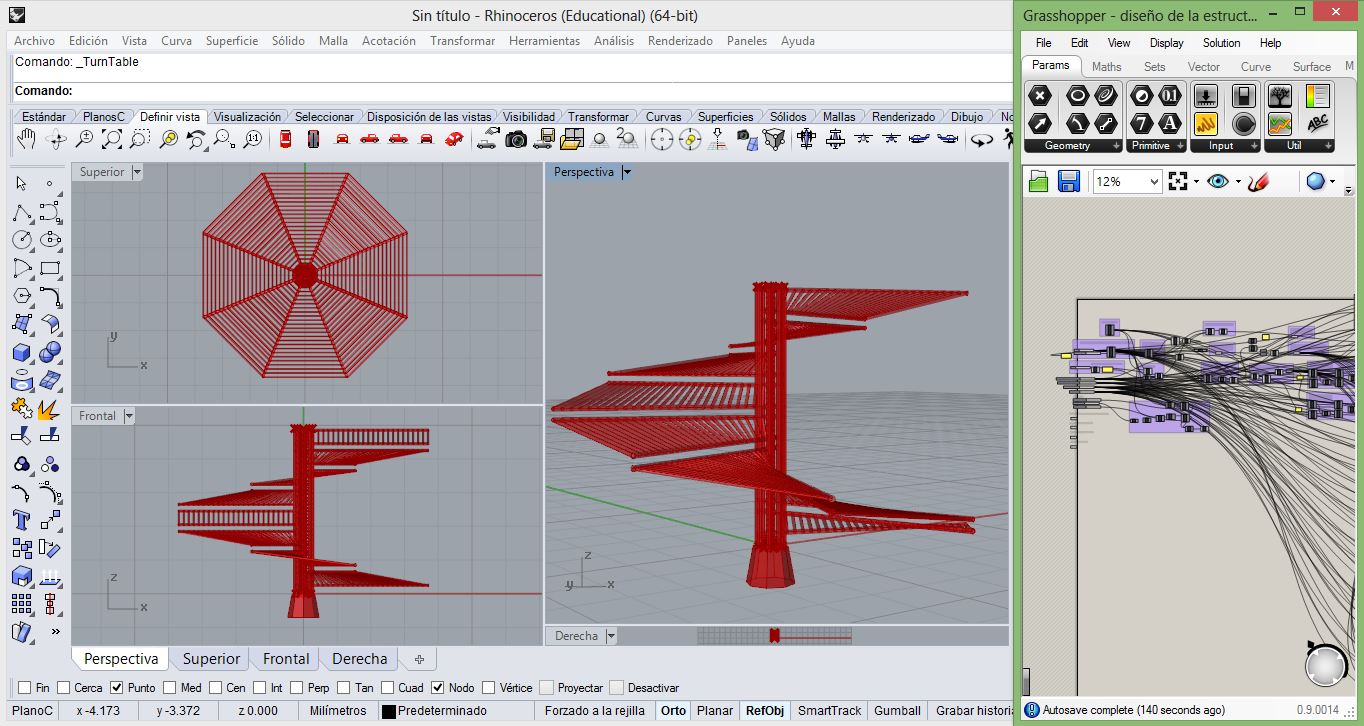 Sin título - Rhinoceros (Educational) (64-bit)
Archivo Edición Vista Curva Superficie Sólido Malla Acotación Transformar Herramientas Análisis Renderizado Paneles Ayuda
Comando: _TurnTable
Comando:
Estándar PlanosC Definir vista Visualización Seleccionar Disposición de las vistas Visibilidad Transformar Curvas Superficies Sólidos Mallas Renderizado Dibujo No
1:1
2
Superior
Perspectiva
y
x
Frontal
z
x
z
y
x
Derecha
Perspectiva Superior Frontal Derecha
Fin Cerca Punto Med Cen Int Perp Tan Cuad Nodo Vértice Proyectar Desactivar
PlanoC x -4.173 y -3.372 z 0.000 Milímetros Predeterminado Forzado a la rejilla Orto Planar RefObj SmartTrack Gumball Grabar histori
Grasshopper - diseño de la estruct...
File Edit View Display Solution Help
Params Maths Sets Vector Curve Surface M
0.1
7 A
ABC
Geometry Primitive Input Util
12%
Autosave complete (140 seconds ago) 0.9.0014